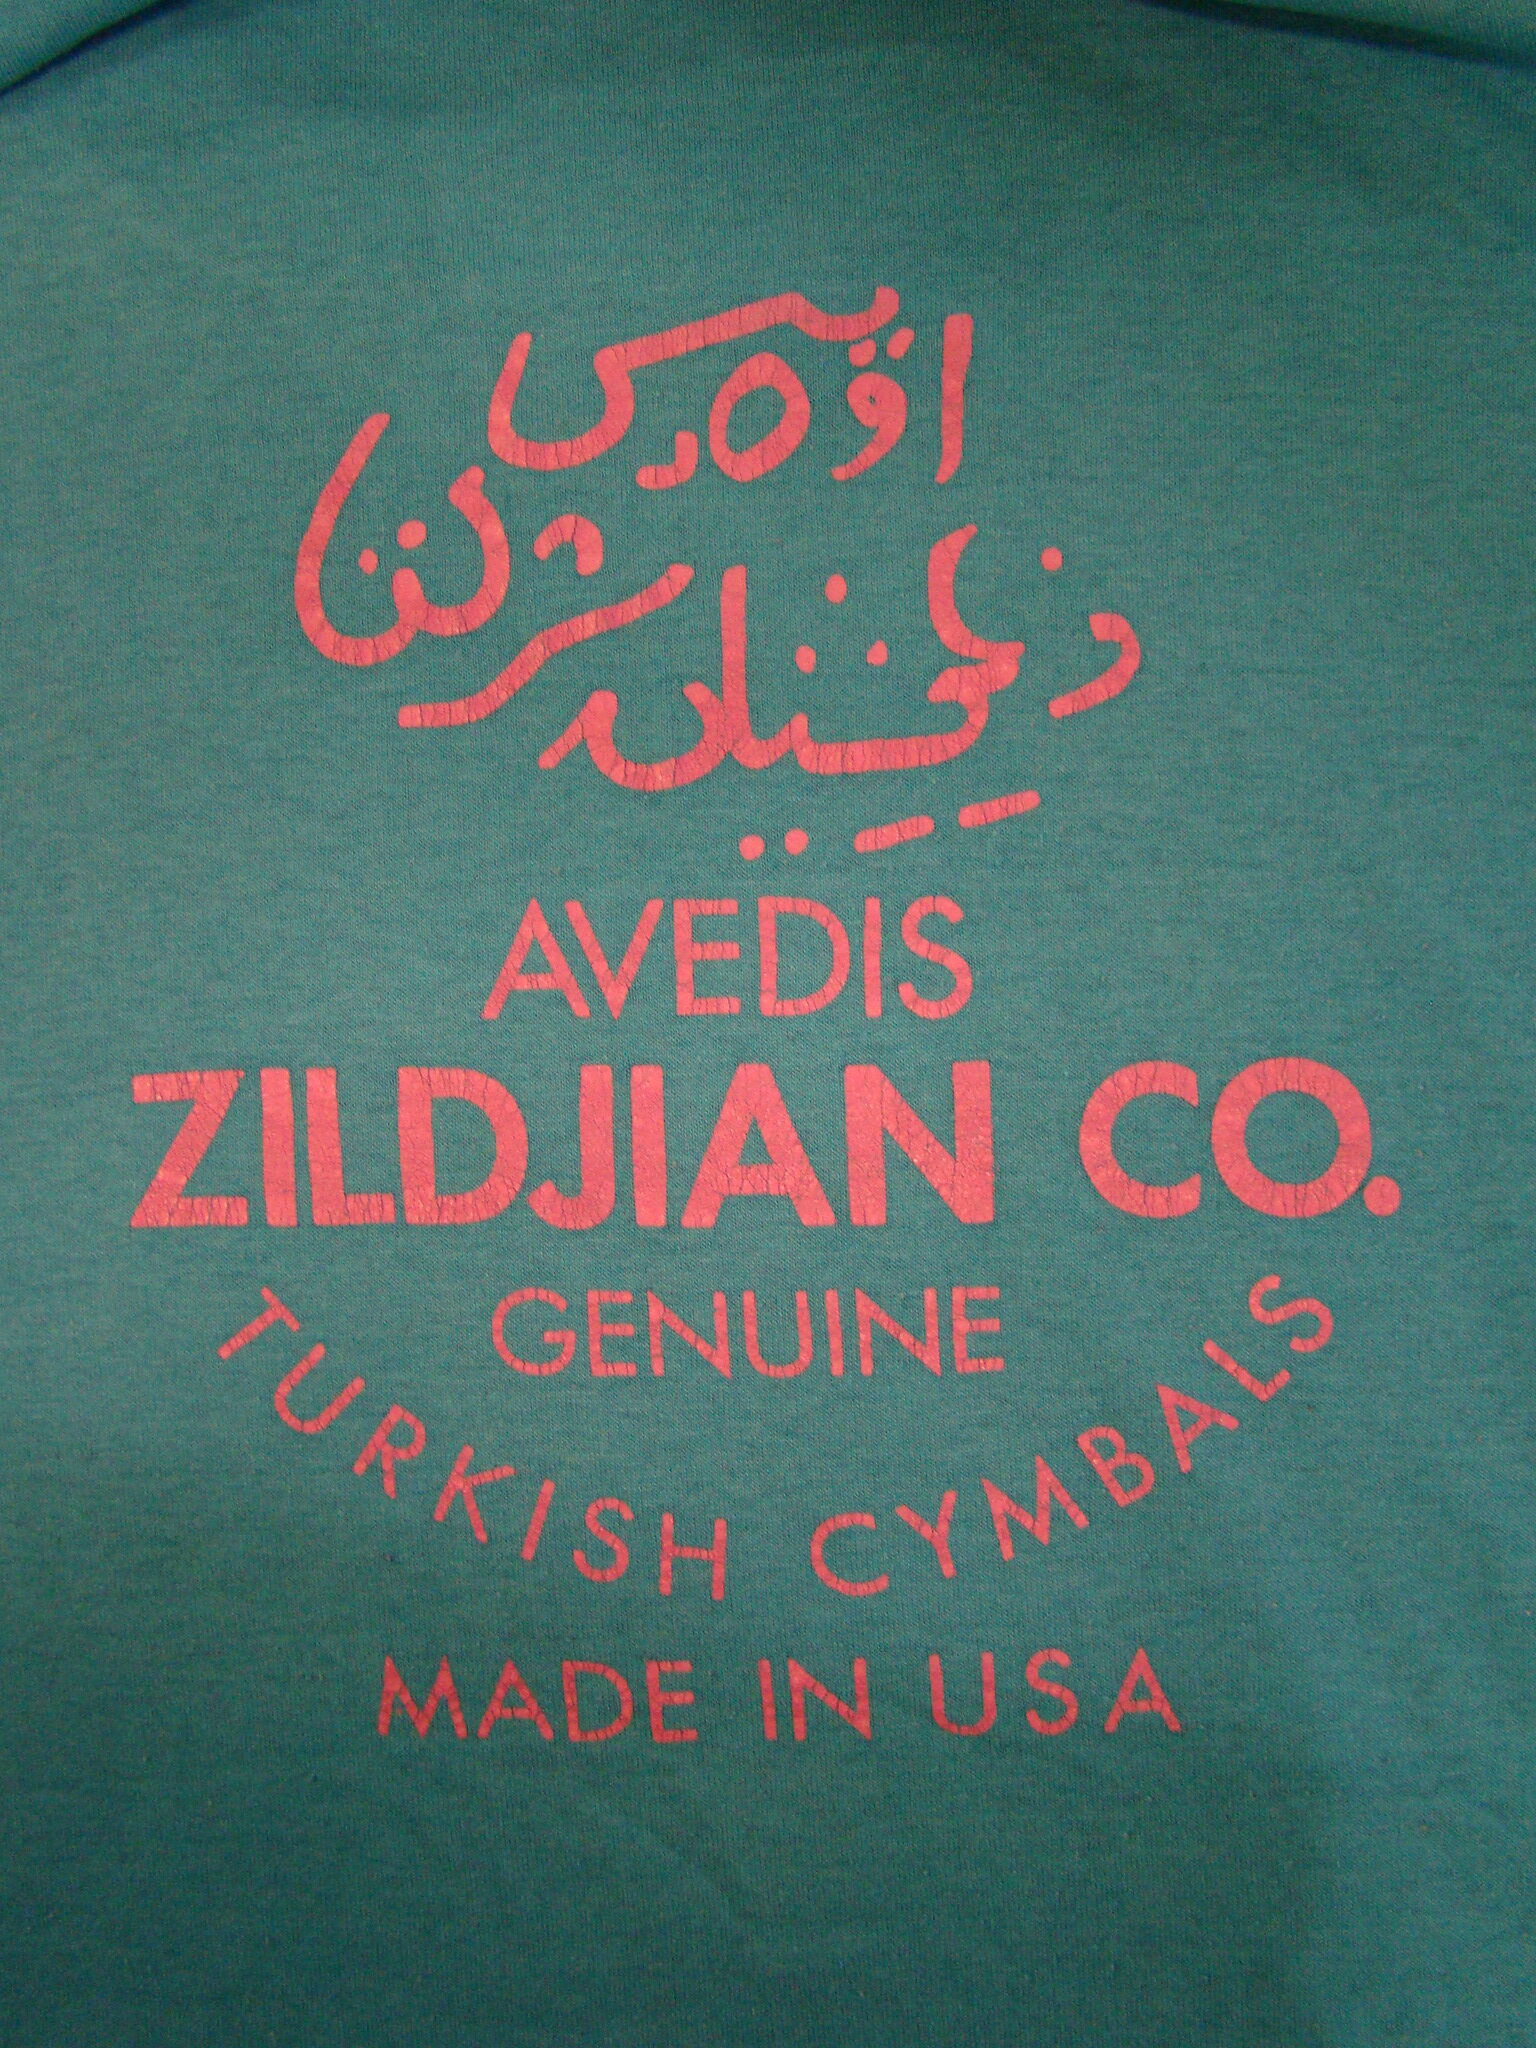 AVEDIS
ZILDJIAN CO.
GENUINE
TURKISH CYMBALS
MADE IN USA